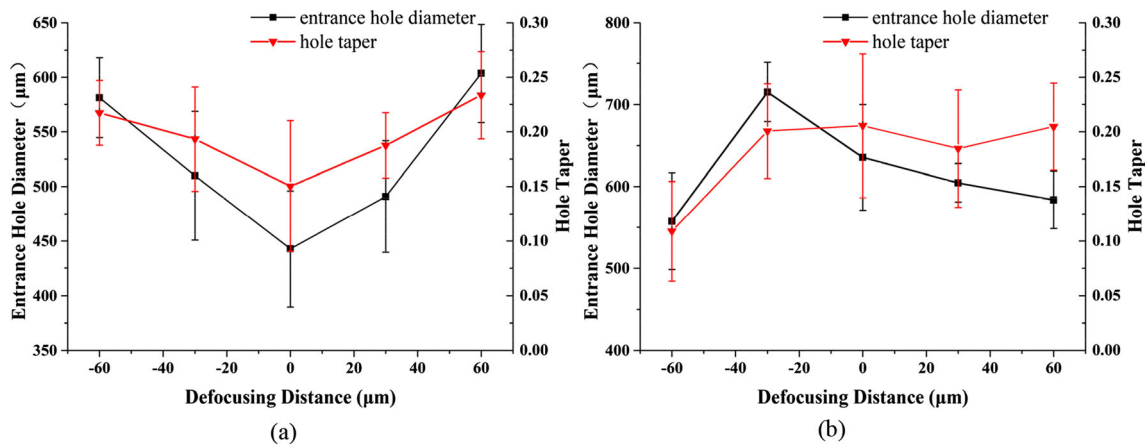 entrance hole diameter
hole taper
Entrance Hole Diameter (μm)
650
600
550
500
450
400
350
0.30
0.25
0.20
0.15
0.10
0.05
0.00
Hole Taper
-60 -40 -20 0 20 40 60
Defocusing Distance (μm)
(a)
entrance hole diameter
hole taper
Entrance Hole Diameter (μm)
800
700
600
500
400
0.30
0.25
0.20
0.15
0.10
0.05
0.00
Hole Taper
-60 -40 -20 0 20 40 60
Defocusing Distance (μm)
(b)